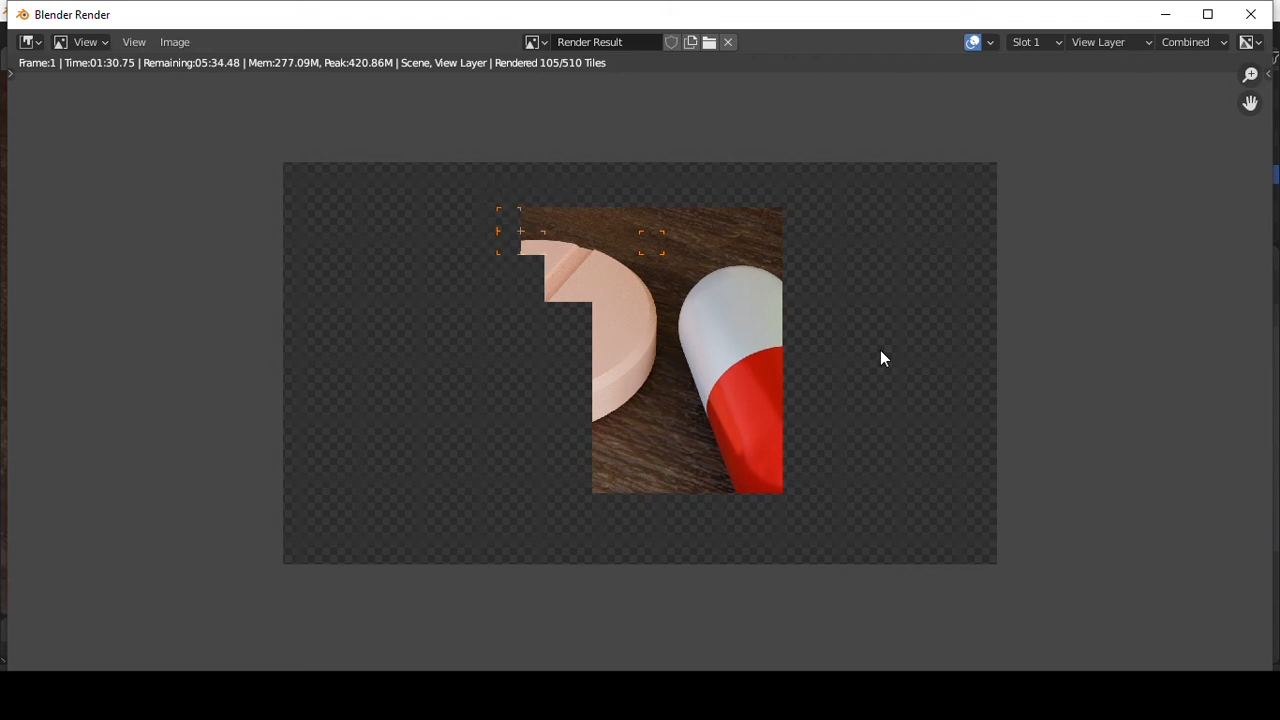 Blender Render
View View Image Render Result Slot 1 View Layer Combined
Frame:1 | Time:01:30.75 | Remaining:05:34.48 | Mem:277.09M, Peak:420.86M | Scene, View Layer | Rendered 105/510 Tiles